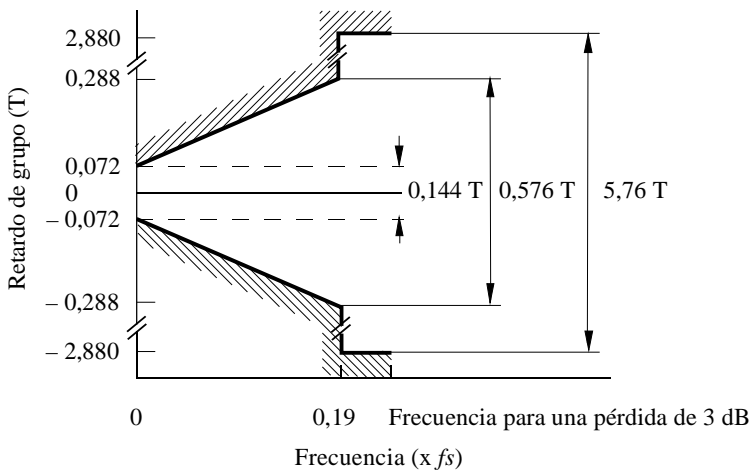 Retardo de grupo (T)
2,880
0,288
0,072
0
– 0,072
– 0,288
– 2,880
0,144 T
0,576 T
5,76 T
0
0,19
Frecuencia para una pérdida de 3 dB
Frecuencia (x fs)